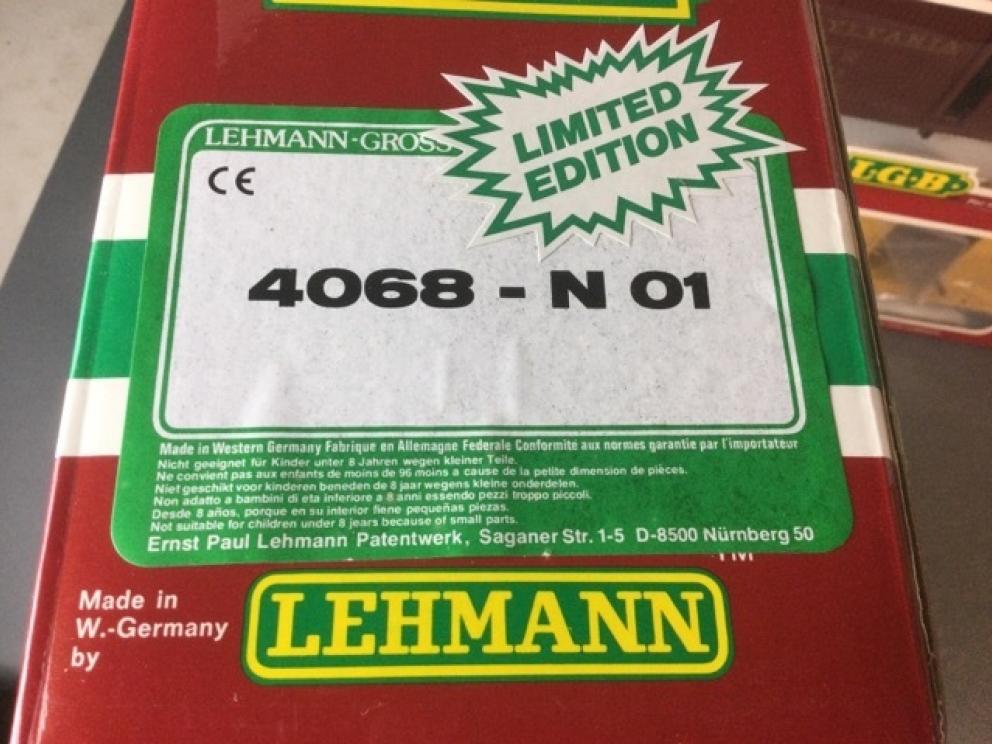 LEHMANN-GROSS
LIMITED
EDITION
CE
4068 - N 01
Made in Western Germany Fabrique en Allemagne Federale Conformite aux normes garantie par l'importateur
Nicht geeignet für Kinder unter 8 Jahren wegen kleiner Teile.
Ne convient pas aux enfants de moins de 96 moins a cause de la petite dimension de pièces.
Niet geschikt voor kinderen beneden de 8 jaar wegens kleine onderdelen.
Non adatto a bambini di eta inferiore a 8 anni essendo pezzi troppo piccoli.
Desde 8 años, porque en su interior fiene pequeñas piezas.
Not suitable for children under 8 jears because of small parts.
Ernst Paul Lehmann Patentwerk, Saganer Str. 1-5 D-8500 Nürnberg 50
TM
Made in
W.-Germany
by
LEHMANN
L·G·B